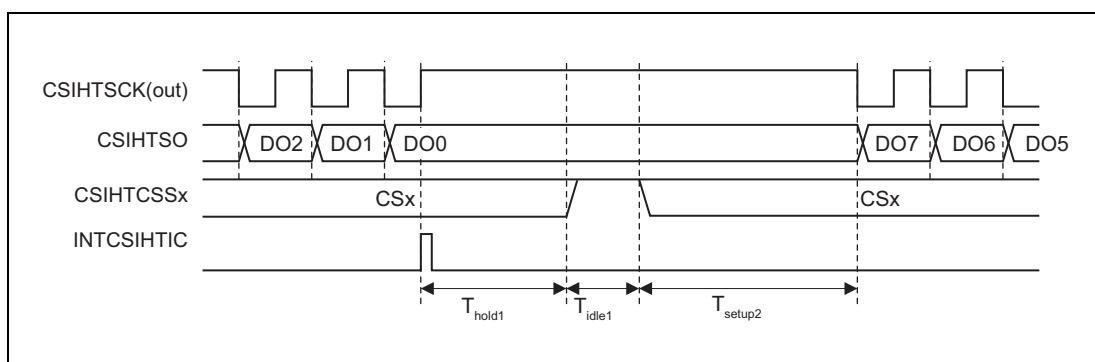 CSIHTSCK(out)
CSIHTSO DO2 DO1 DO0 DO7 DO6 DO5
CSIHTCSSx CSx CSx
INTCSIHTIC
Thold1 Tidle1 Tsetup2